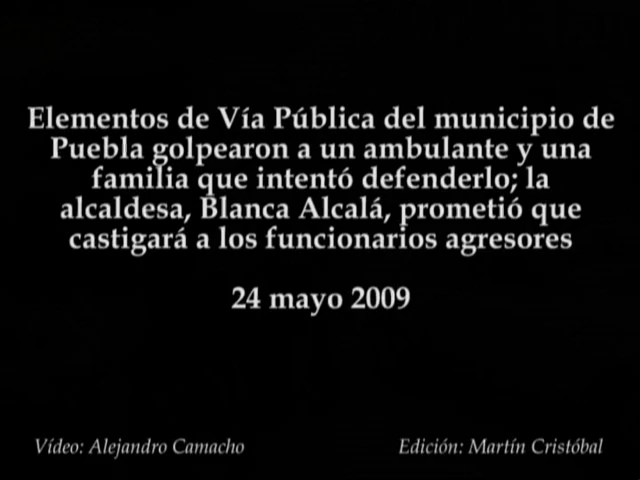 Elementos de Vía Pública del municipio de
Puebla golpearon a un ambulante y una
familia que intentó defenderlo; la
alcaldesa, Blanca Alcalá, prometió que
castigará a los funcionarios agresores
24 mayo 2009
Vídeo: Alejandro Camacho
Edición: Martín Cristóbal